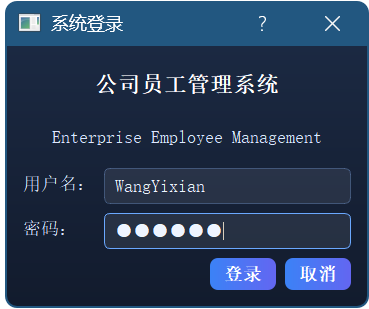 系统登录 ?
公司员工管理系统
Enterprise Employee Management
用户名: WangYixian
密码: ●●●●●●
登录 取消